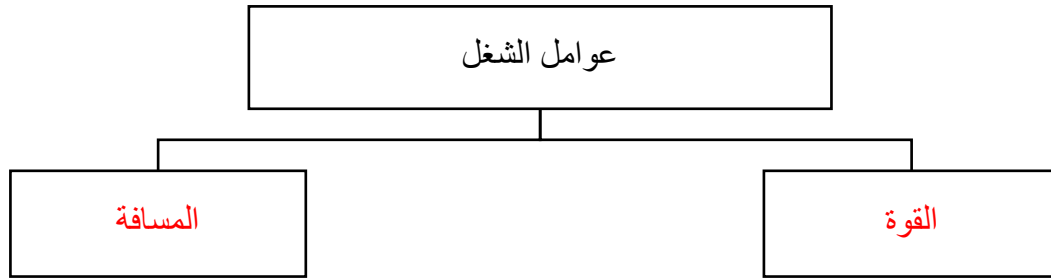 عوامل الشغل
القوة
المسافة